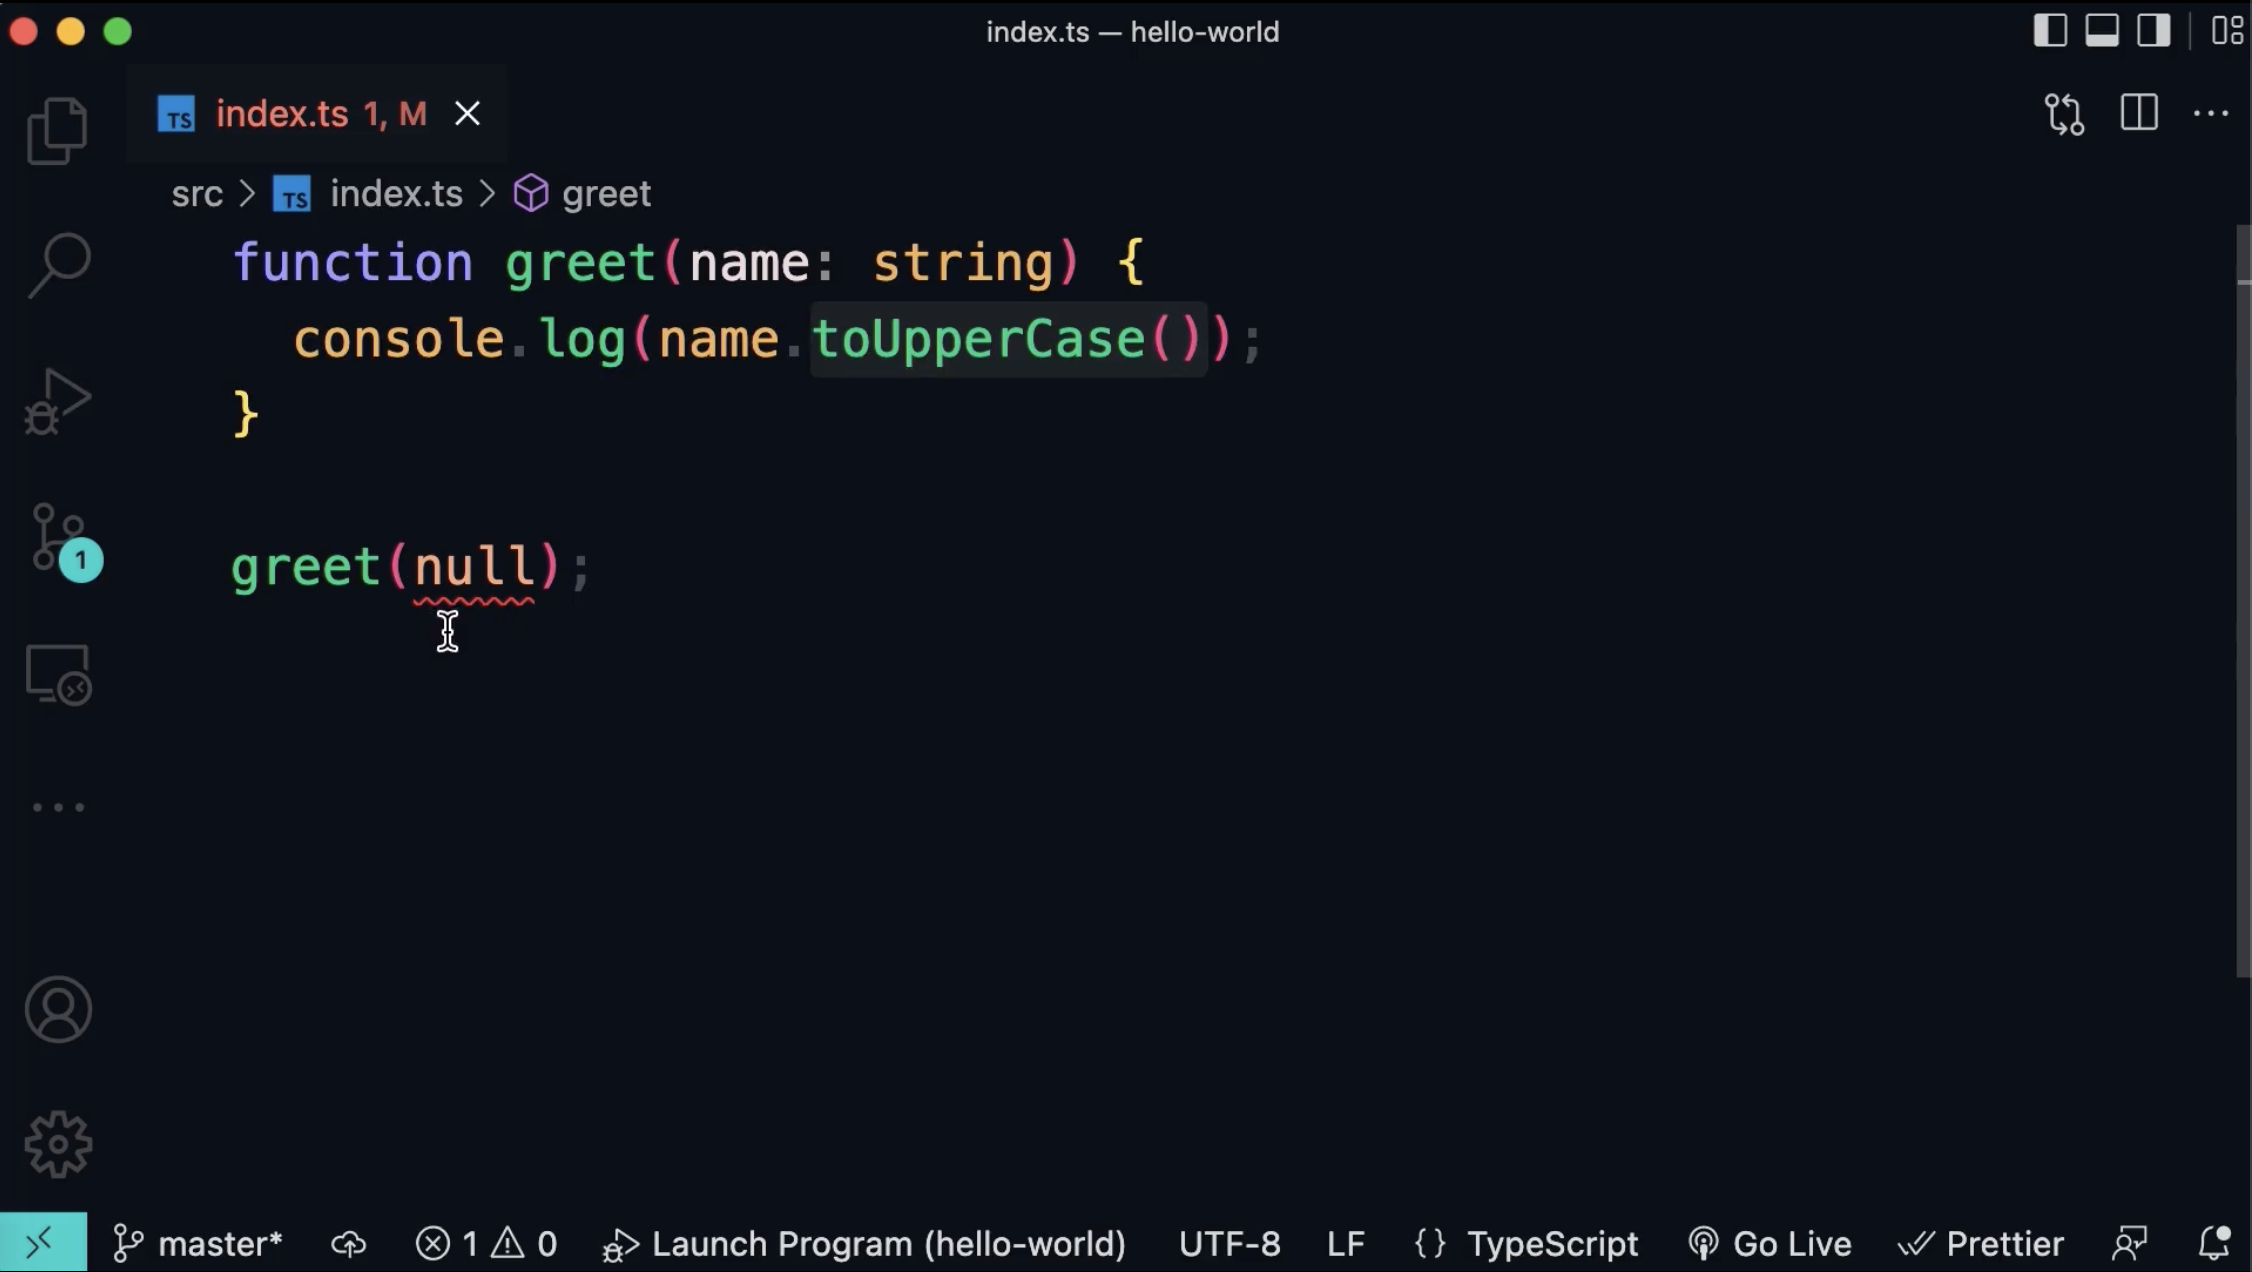 index.ts — hello-world
TS index.ts 1, M
src > TS index.ts > greet
function greet(name: string) {
console.log(name.toUpperCase());
}
greet(null);
1
master* 1 0 Launch Program (hello-world) UTF-8 LF {} TypeScript Go Live Prettier